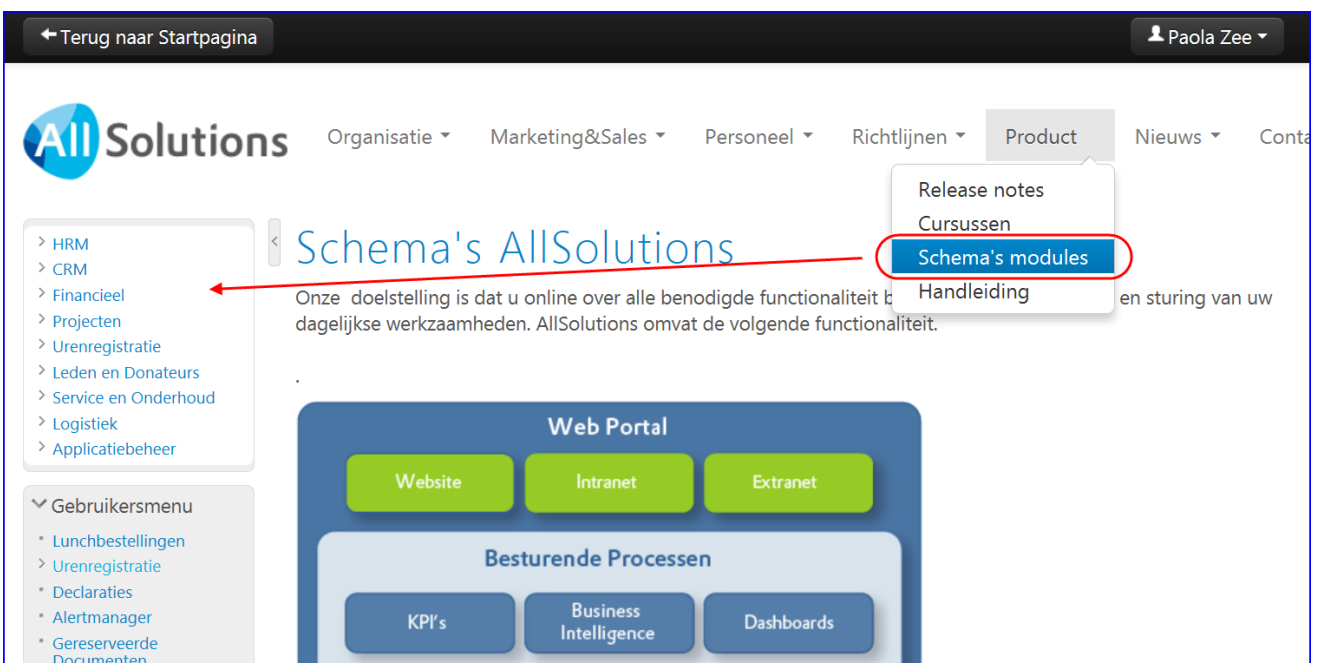 Terug naar Startpagina
Paola Zee
All Solutions
Organisatie
Marketing&Sales
Personeel
Richtlijnen
Product
Nieuws
Release notes
Cursussen
Schema's modules
Handleiding
HRM
CRM
Financieel
Projecten
Urenregistratie
Leden en Donateurs
Service en Onderhoud
Logistiek
Applicatiebeheer
Gebruikersmenu
Lunchbestellingen
Urenregistratie
Declaraties
Alertmanager
Gereserveerde
Documenten
Schema's AllSolutions
Onze doelstelling is dat u online over alle benodigde functionaliteit en sturing van uw
dagelijkse werkzaamheden. AllSolutions omvat de volgende functionaliteit.
.
Web Portal
Website
Intranet
Extranet
Besturende Processen
KPI's
Business
Intelligence
Dashboards